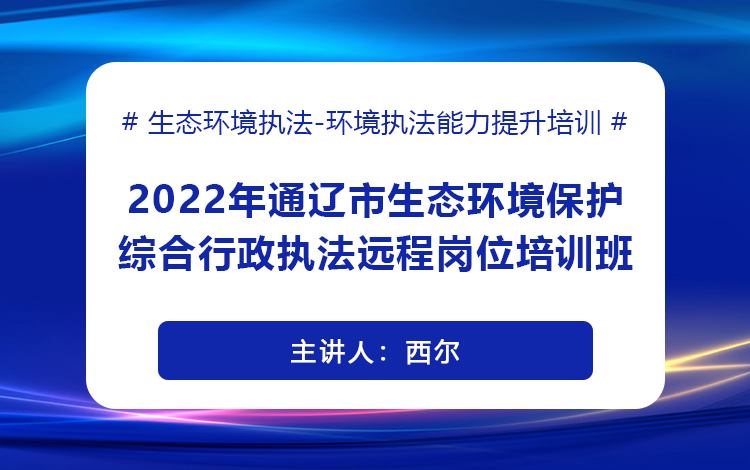 # 生态环境执法-环境执法能力提升培训 #
2022年通辽市生态环境保护
综合行政执法远程岗位培训班
主讲人：西尔